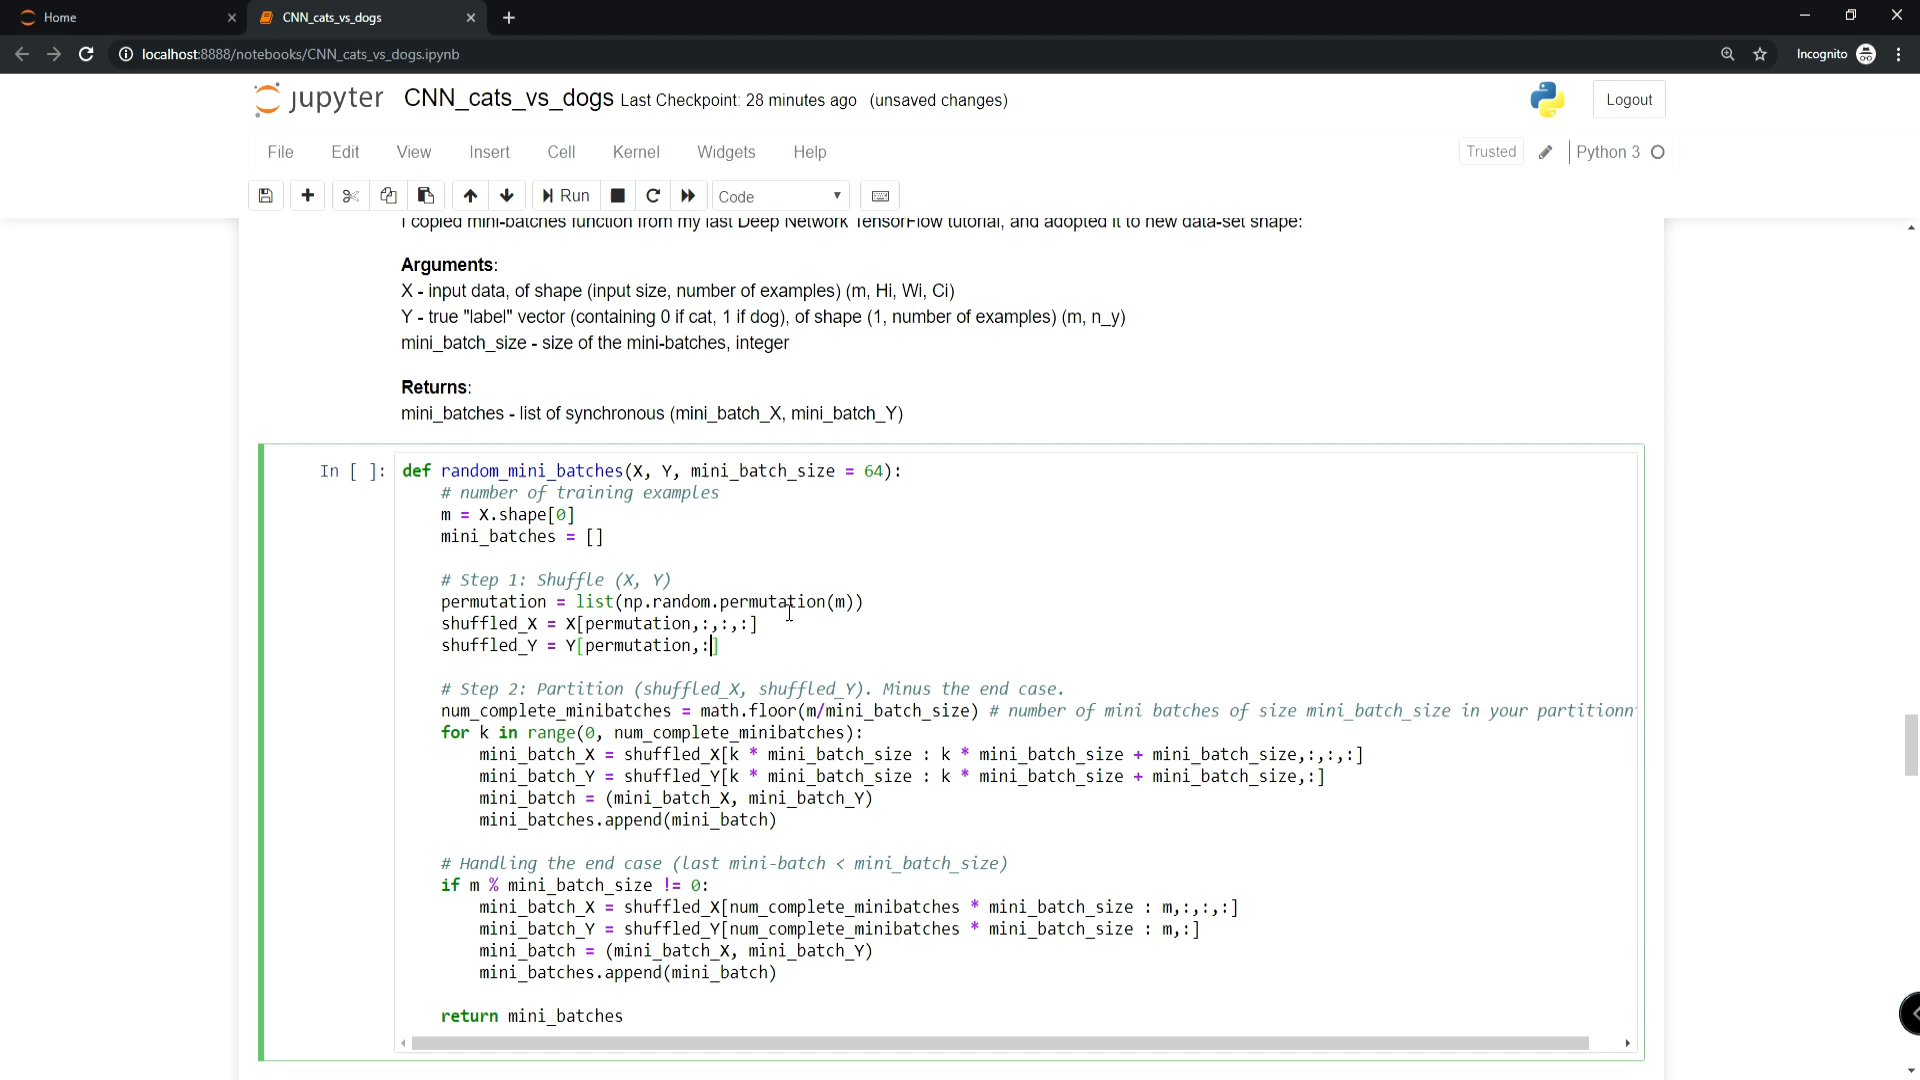 Home
CNN_cats_vs_dogs
localhost:8888/notebooks/CNN_cats_vs_dogs.ipynb
Incognito
jupyter CNN_cats_vs_dogs Last Checkpoint: 28 minutes ago (unsaved changes)
Logout
File Edit View Insert Cell Kernel Widgets Help
Trusted Python 3
Run Code
I copied mini-batches function from my last Deep Network TensorFlow tutorial, and adopted it to new data-set shape:
Arguments:
X - input data, of shape (input size, number of examples) (m, Hi, Wi, Ci)
Y - true "label" vector (containing 0 if cat, 1 if dog), of shape (1, number of examples) (m, n_y)
mini_batch_size - size of the mini-batches, integer
Returns:
mini_batches - list of synchronous (mini_batch_X, mini_batch_Y)
In [ ]: def random_mini_batches(X, Y, mini_batch_size = 64):
# number of training examples
m = X.shape[0]
mini_batches = []
# Step 1: Shuffle (X, Y)
permutation = list(np.random.permutation(m))
shuffled_X = X[permutation,:,:,:]
shuffled_Y = Y[permutation,:]
# Step 2: Partition (shuffled_X, shuffled_Y). Minus the end case.
num_complete_minibatches = math.floor(m/mini_batch_size) # number of mini batches of size mini_batch_size in your partitionn
for k in range(0, num_complete_minibatches):
mini_batch_X = shuffled_X[k * mini_batch_size : k * mini_batch_size + mini_batch_size,:,:,:]
mini_batch_Y = shuffled_Y[k * mini_batch_size : k * mini_batch_size + mini_batch_size,:]
mini_batch = (mini_batch_X, mini_batch_Y)
mini_batches.append(mini_batch)
# Handling the end case (last mini-batch < mini_batch_size)
if m % mini_batch_size != 0:
mini_batch_X = shuffled_X[num_complete_minibatches * mini_batch_size : m,:,:,:]
mini_batch_Y = shuffled_Y[num_complete_minibatches * mini_batch_size : m,:]
mini_batch = (mini_batch_X, mini_batch_Y)
mini_batches.append(mini_batch)
return mini_batches